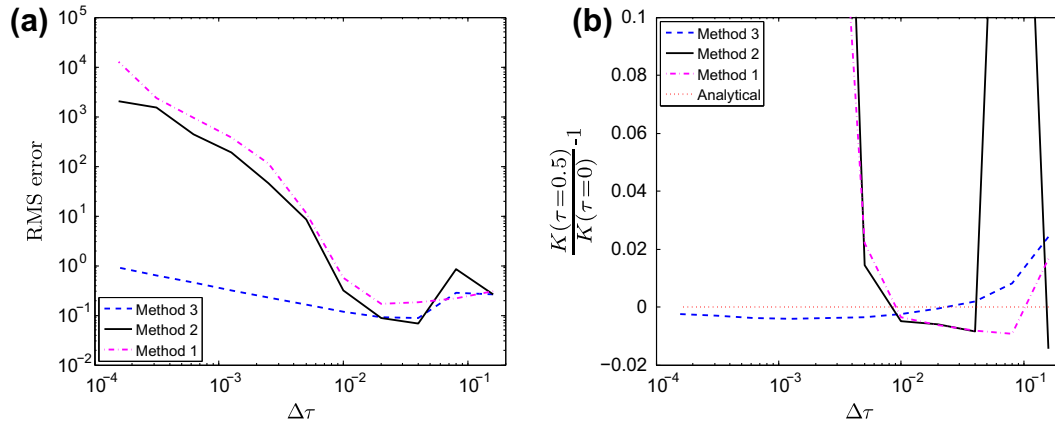 (a)
10^5
10^4
10^3
10^2
10^1
10^0
10^-1
10^-2
RMS error
Method 3
Method 2
Method 1
10^-4
10^-3
10^-2
10^-1
Δτ
(b)
0.1
0.08
0.06
0.04
0.02
0
−0.02
K(τ=0.5)
K(τ=0)
-1
Method 3
Method 2
Method 1
Analytical
10^-4
10^-2
10^-1
Δτ